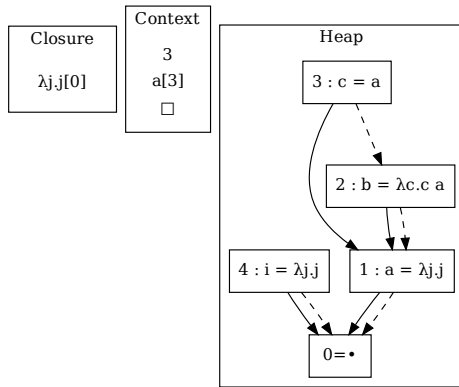 Closure
λj.j[0]
Context
3
a[3]
□
Heap
3 : c = a
2 : b = λc.c a
4 : i = λj.j
1 : a = λj.j
0=•